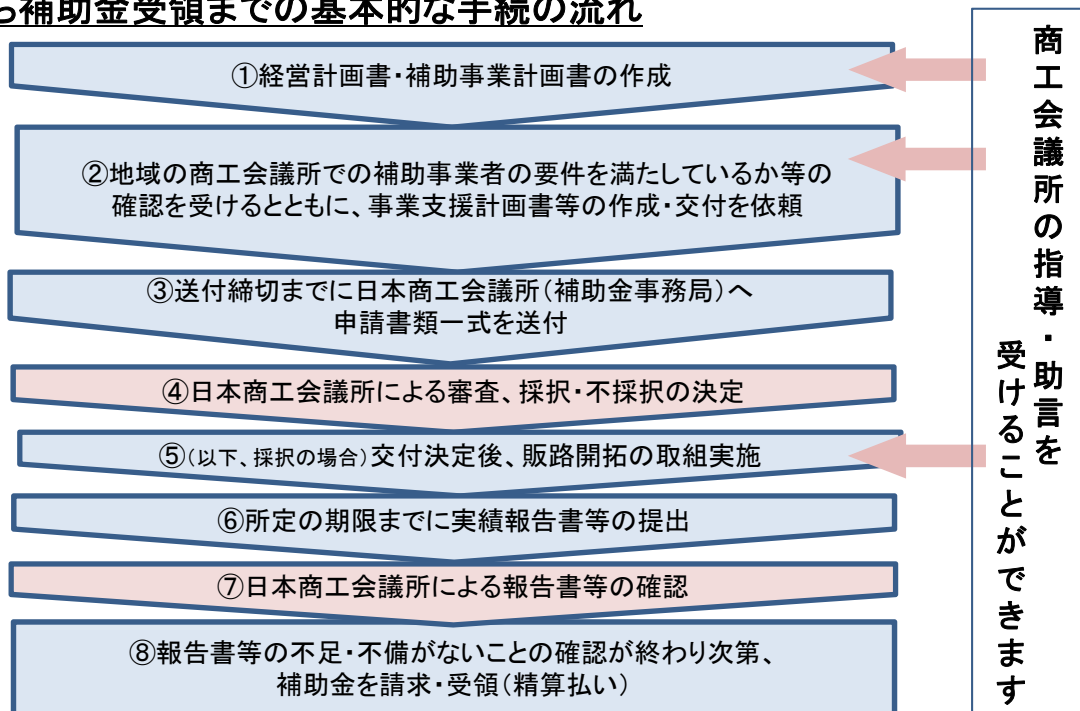 補助金受領までの基本的な手続の流れ
①経営計画書・補助事業計画書の作成
②地域の商工会議所での補助事業者の要件を満たしているか等の
確認を受けるとともに、事業支援計画書等の作成・交付を依頼
③送付締切までに日本商工会議所（補助金事務局）へ
申請書類一式を送付
④日本商工会議所による審査、採択・不採択の決定
⑤（以下、採択の場合）交付決定後、販路開拓の取組実施
⑥所定の期限までに実績報告書等の提出
⑦日本商工会議所による報告書等の確認
⑧報告書等の不足・不備がないことの確認が終わり次第、
補助金を請求・受領（精算払い）
商工会議所の指導・助言を
受けることができます